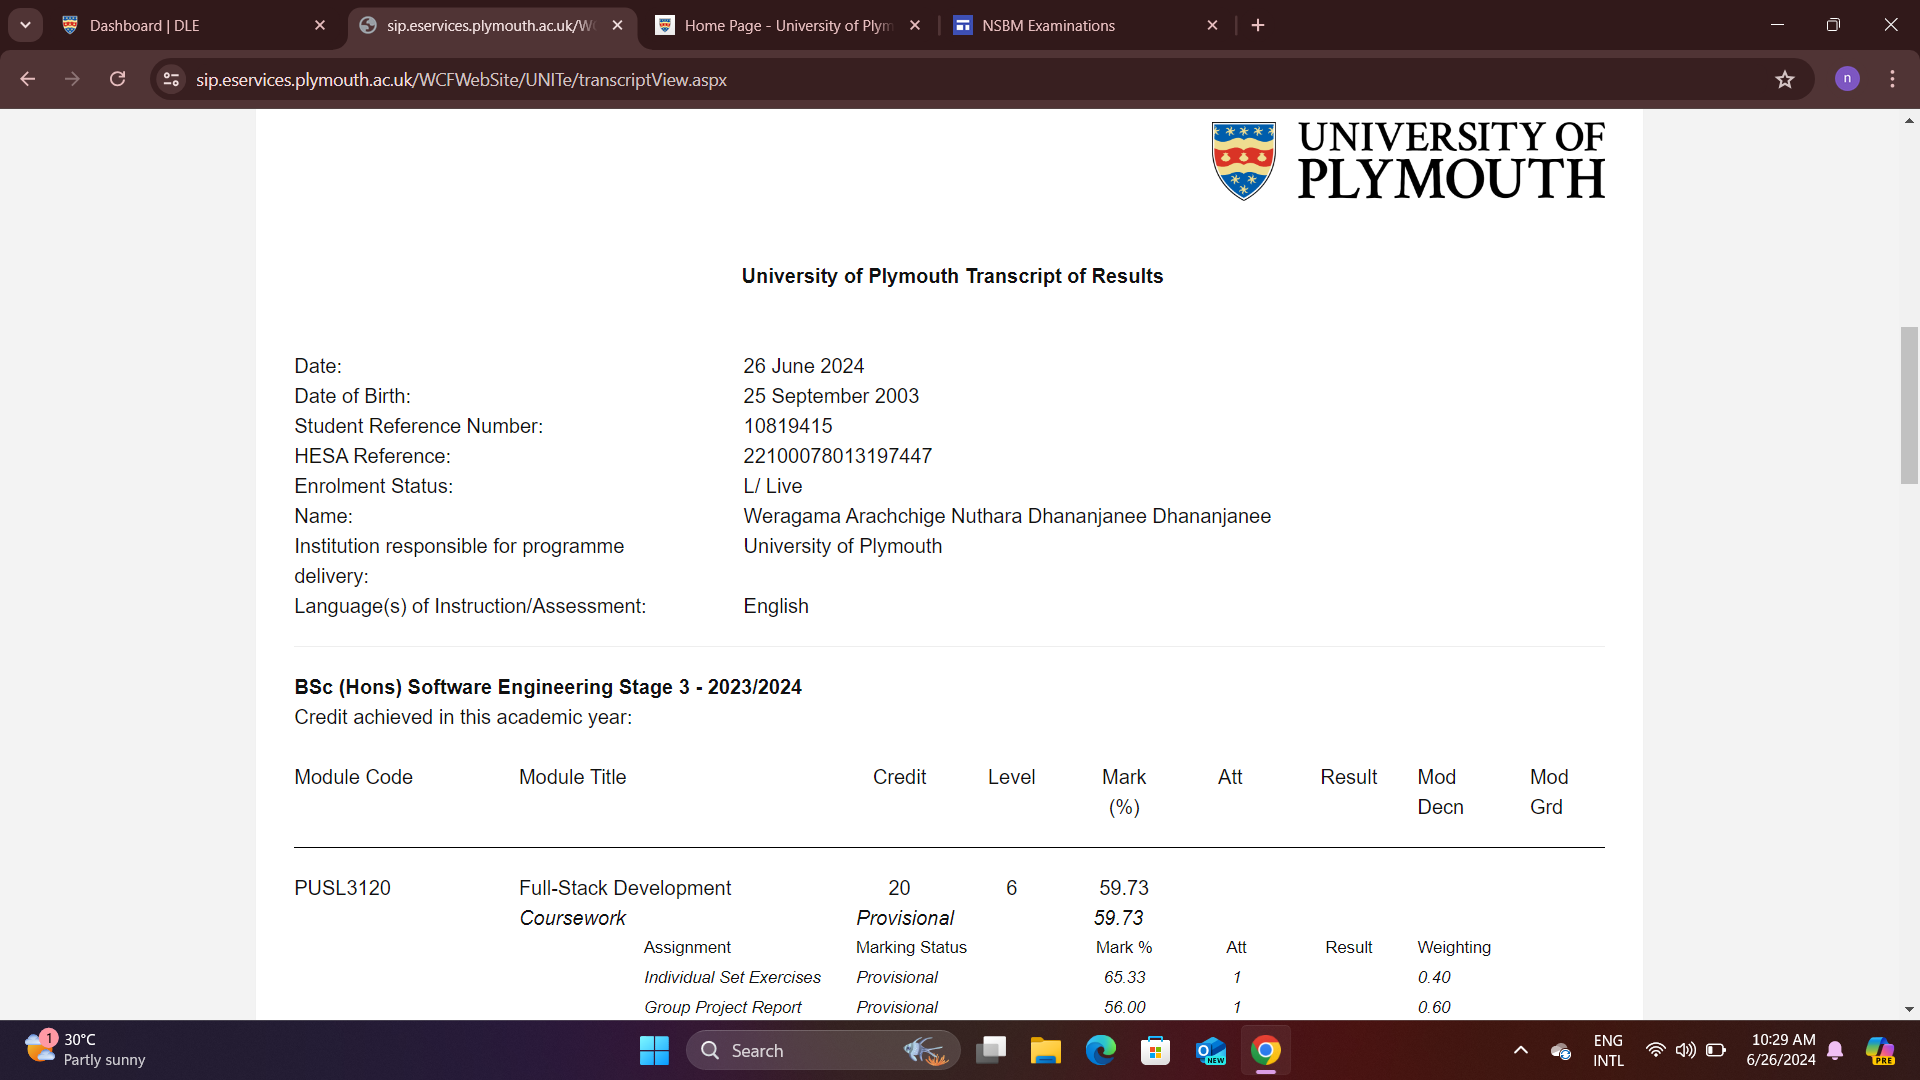 Dashboard | DLE
sip.eservices.plymouth.ac.uk/WC
Home Page - University of Plym
NSBM Examinations
sip.eservices.plymouth.ac.uk/WCFWebSite/UNITe/transcriptView.aspx
n
UNIVERSITY OF
PLYMOUTH
University of Plymouth Transcript of Results
Date: 26 June 2024
Date of Birth: 25 September 2003
Student Reference Number: 10819415
HESA Reference: 22100078013197447
Enrolment Status: L/ Live
Name: Weragama Arachchige Nuthara Dhananjanee Dhananjanee
Institution responsible for programme University of Plymouth
delivery:
Language(s) of Instruction/Assessment: English
BSc (Hons) Software Engineering Stage 3 - 2023/2024
Credit achieved in this academic year:
Module Code Module Title Credit Level Mark Att Result Mod Mod
(%) Decn Grd
PUSL3120 Full-Stack Development 20 6 59.73
Coursework Provisional 59.73
Assignment Marking Status Mark % Att Result Weighting
Individual Set Exercises Provisional 65.33 1 0.40
Group Project Report Provisional 56.00 1 0.60
1
30°C
Partly sunny
Search
NEW
ENG
INTL
10:29 AM
6/26/2024
PRE